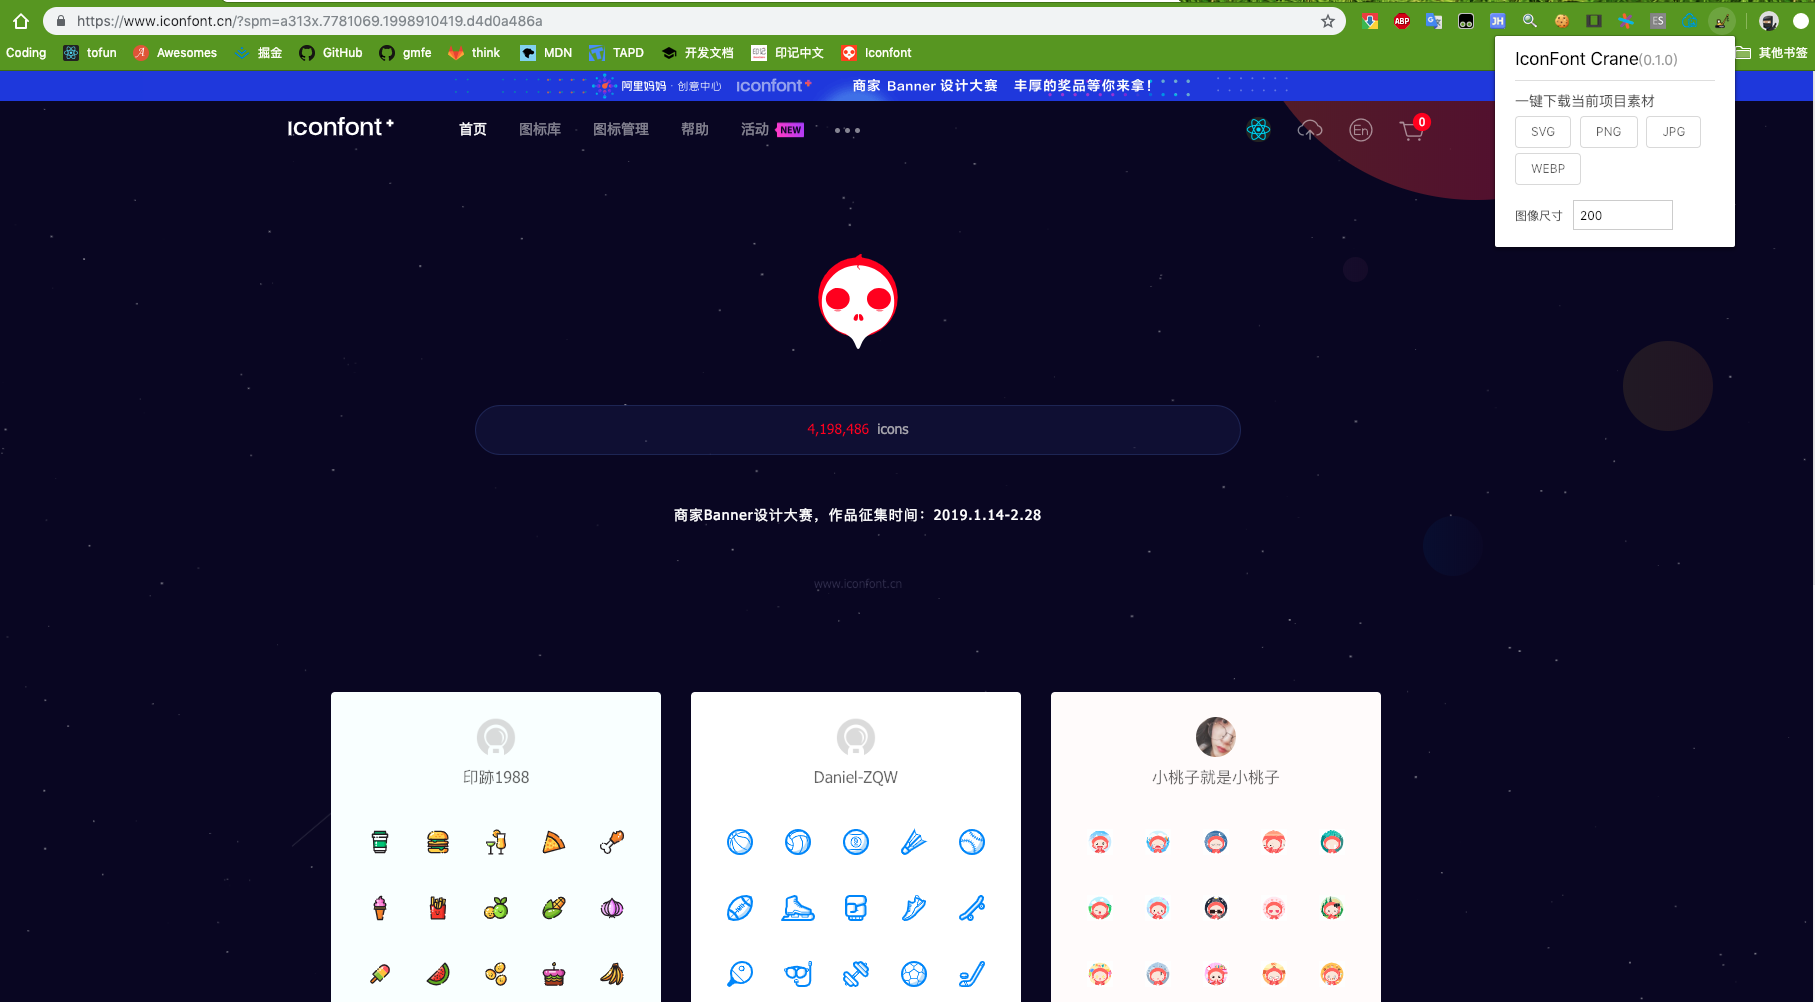 https://www.iconfont.cn/?spm=a313x.7781069.1998910419.d4d0a486a
ABP
JH
ES
Coding tofun Awesomes 掘金 GitHub gmfe think MDN TAPD 开发文档 印记中文 Iconfont 其他书签
IconFont Crane(0.1.0)
一键下载当前项目素材
SVG PNG JPG
WEBP
图像尺寸 200
阿里妈妈 · 创意中心 iconfont+ 商家 Banner 设计大赛 丰厚的奖品等你来拿!
iconfont+ 首页 图标库 图标管理 帮助 活动 NEW En 0
4,198,486 icons
商家Banner设计大赛，作品征集时间：2019.1.14-2.28
www.iconfont.cn
印跡1988 Daniel-ZQW 小桃子就是小桃子